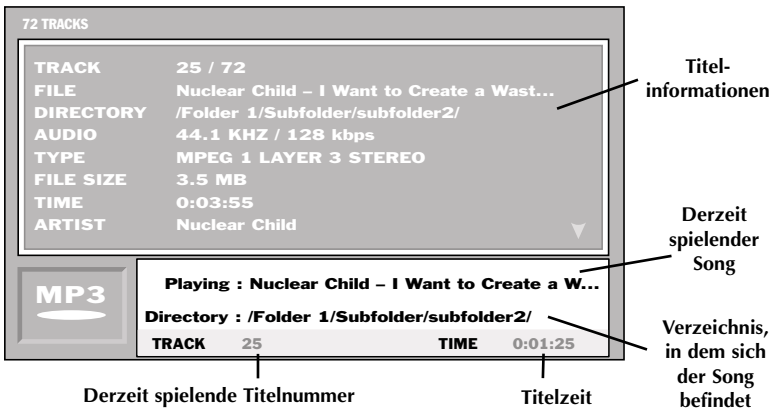 72 TRACKS
TRACK 25 / 72
FILE Nuclear Child – I Want to Create a Wast...
DIRECTORY /Folder 1/Subfolder/subfolder2/
AUDIO 44.1 KHZ / 128 kbps
TYPE MPEG 1 LAYER 3 STEREO
FILE SIZE 3.5 MB
TIME 0:03:55
ARTIST Nuclear Child
Titel-
informationen
MP3
Playing : Nuclear Child – I Want to Create a W...
Directory : /Folder 1/Subfolder/subfolder2/
TRACK 25 TIME 0:01:25
Derzeit
spielender
Song
Verzeichnis,
in dem sich
der Song
befindet
Derzeit spielende Titelnummer
Titelzeit